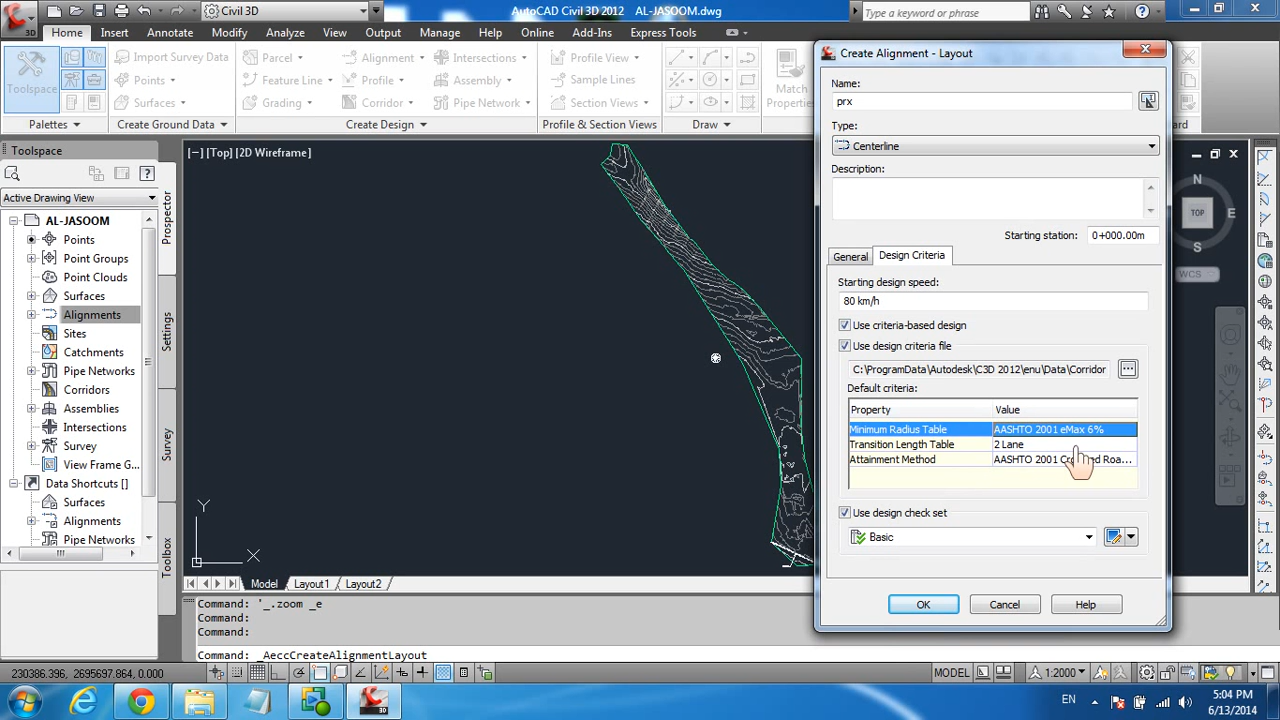 3D
Civil 3D
AutoCAD Civil 3D 2012 AL-JASOOM.dwg
Type a keyword or phrase
Home Insert Annotate Modify Analyze View Output Manage Help Online Add-Ins Express Tools
Toolspace
Import Survey Data
Points
Surfaces
Parcel
Feature Line
Grading
Alignment
Profile
Corridor
Intersections
Assembly
Pipe Network
Profile View
Sample Lines
Section Views
Match
Properties
Palettes
Create Ground Data
Create Design
Profile & Section Views
Draw
Toolspace
Active Drawing View
AL-JASOOM
Points
Point Groups
Point Clouds
Surfaces
Alignments
Sites
Catchments
Pipe Networks
Corridors
Assemblies
Intersections
Survey
View Frame G
Data Shortcuts []
Surfaces
Alignments
Pipe Networks
Prospector
Settings
Survey
Toolbox
[−] [Top] [2D Wireframe]
Y
X
N
TOP
E
S
WCS
Create Alignment - Layout
Name:
prx
Type:
Centerline
Description:
Starting station: 0+000.00m
General
Design Criteria
Starting design speed:
80 km/h
Use criteria-based design
Use design criteria file
C:\ProgramData\Autodesk\C3D 2012\enu\Data\Corridor
Default criteria:
Property Value
Minimum Radius Table AASHTO 2001 eMax 6%
Transition Length Table 2 Lane
Attainment Method AASHTO 2001
Use design check set
Basic
OK Cancel Help
Model Layout1 Layout2
Command: '_.zoom _e
Command:
Command:
Command: _AeccCreateAlignmentLayout
230386.390, 2695697.864, 0.000
MODEL
1:2000
EN
5:04 PM
6/13/2014